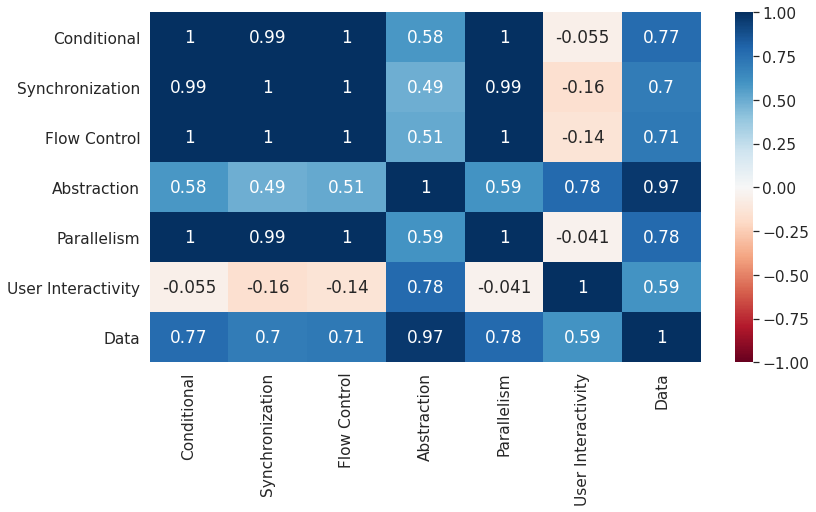 Conditional 1 0.99 1 0.58 1 -0.055 0.77
Synchronization 0.99 1 1 0.49 0.99 -0.16 0.7
Flow Control 1 1 1 0.51 1 -0.14 0.71
Abstraction 0.58 0.49 0.51 1 0.59 0.78 0.97
Parallelism 1 0.99 1 0.59 1 -0.041 0.78
User Interactivity -0.055 -0.16 -0.14 0.78 -0.041 1 0.59
Data 0.77 0.7 0.71 0.97 0.78 0.59 1
Conditional
Synchronization
Flow Control
Abstraction
Parallelism
User Interactivity
Data
1.00
0.75
0.50
0.25
0.00
−0.25
−0.50
−0.75
−1.00